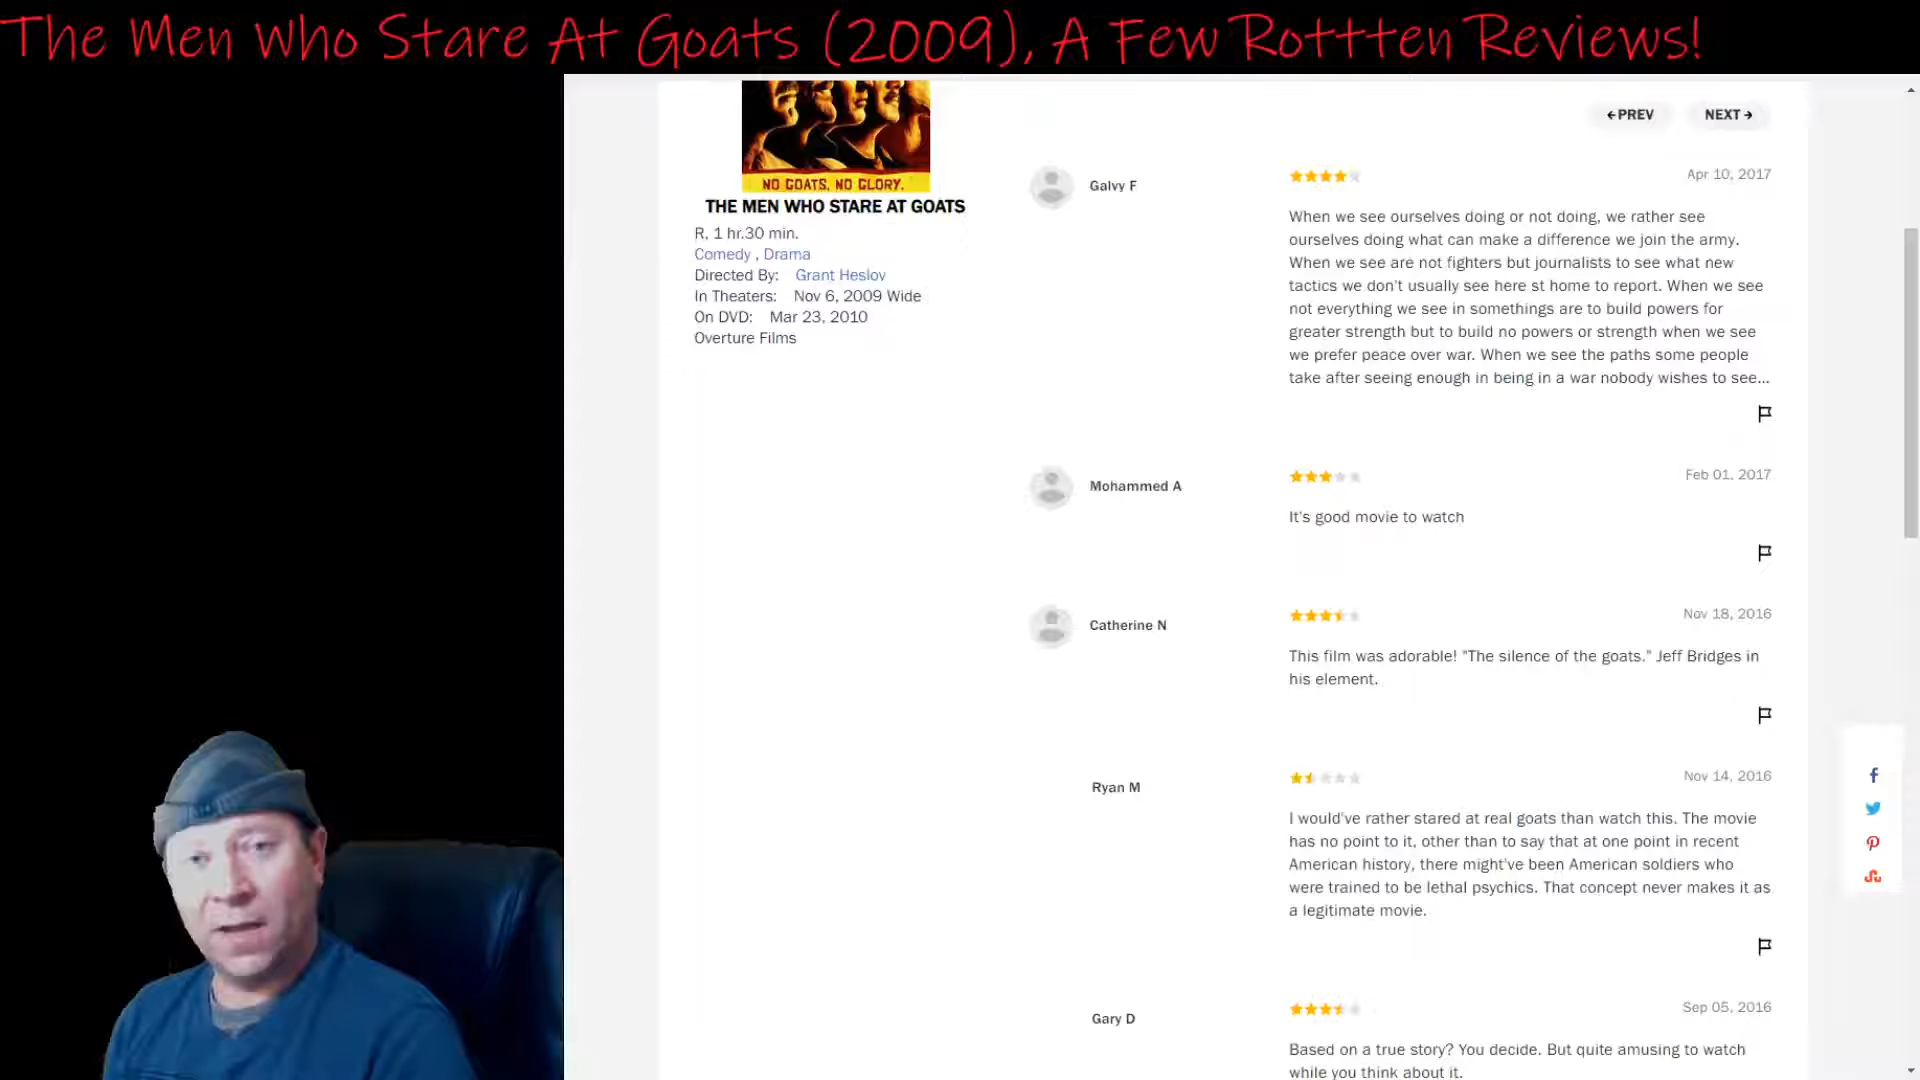 The Men Who Stare At Goats (2009), A Few Rottten Reviews!
NO GOATS. NO GLORY.
THE MEN WHO STARE AT GOATS
R, 1 hr.30 min.
Comedy , Drama
Directed By: Grant Heslov
In Theaters: Nov 6, 2009 Wide
On DVD: Mar 23, 2010
Overture Films
PREV NEXT
Galvy F
Apr 10, 2017
When we see ourselves doing or not doing, we rather see
ourselves doing what can make a difference we join the army.
When we see are not fighters but journalists to see what new
tactics we don't usually see here st home to report. When we see
not everything we see in somethings are to build powers for
greater strength but to build no powers or strength when we see
we prefer peace over war. When we see the paths some people
take after seeing enough in being in a war nobody wishes to see...
Mohammed A
Feb 01, 2017
It's good movie to watch
Catherine N
Nov 18, 2016
This film was adorable! "The silence of the goats." Jeff Bridges in
his element.
Ryan M
Nov 14, 2016
I would've rather stared at real goats than watch this. The movie
has no point to it, other than to say that at one point in recent
American history, there might've been American soldiers who
were trained to be lethal psychics. That concept never makes it as
a legitimate movie.
Gary D
Sep 05, 2016
Based on a true story? You decide. But quite amusing to watch
while you think about it.